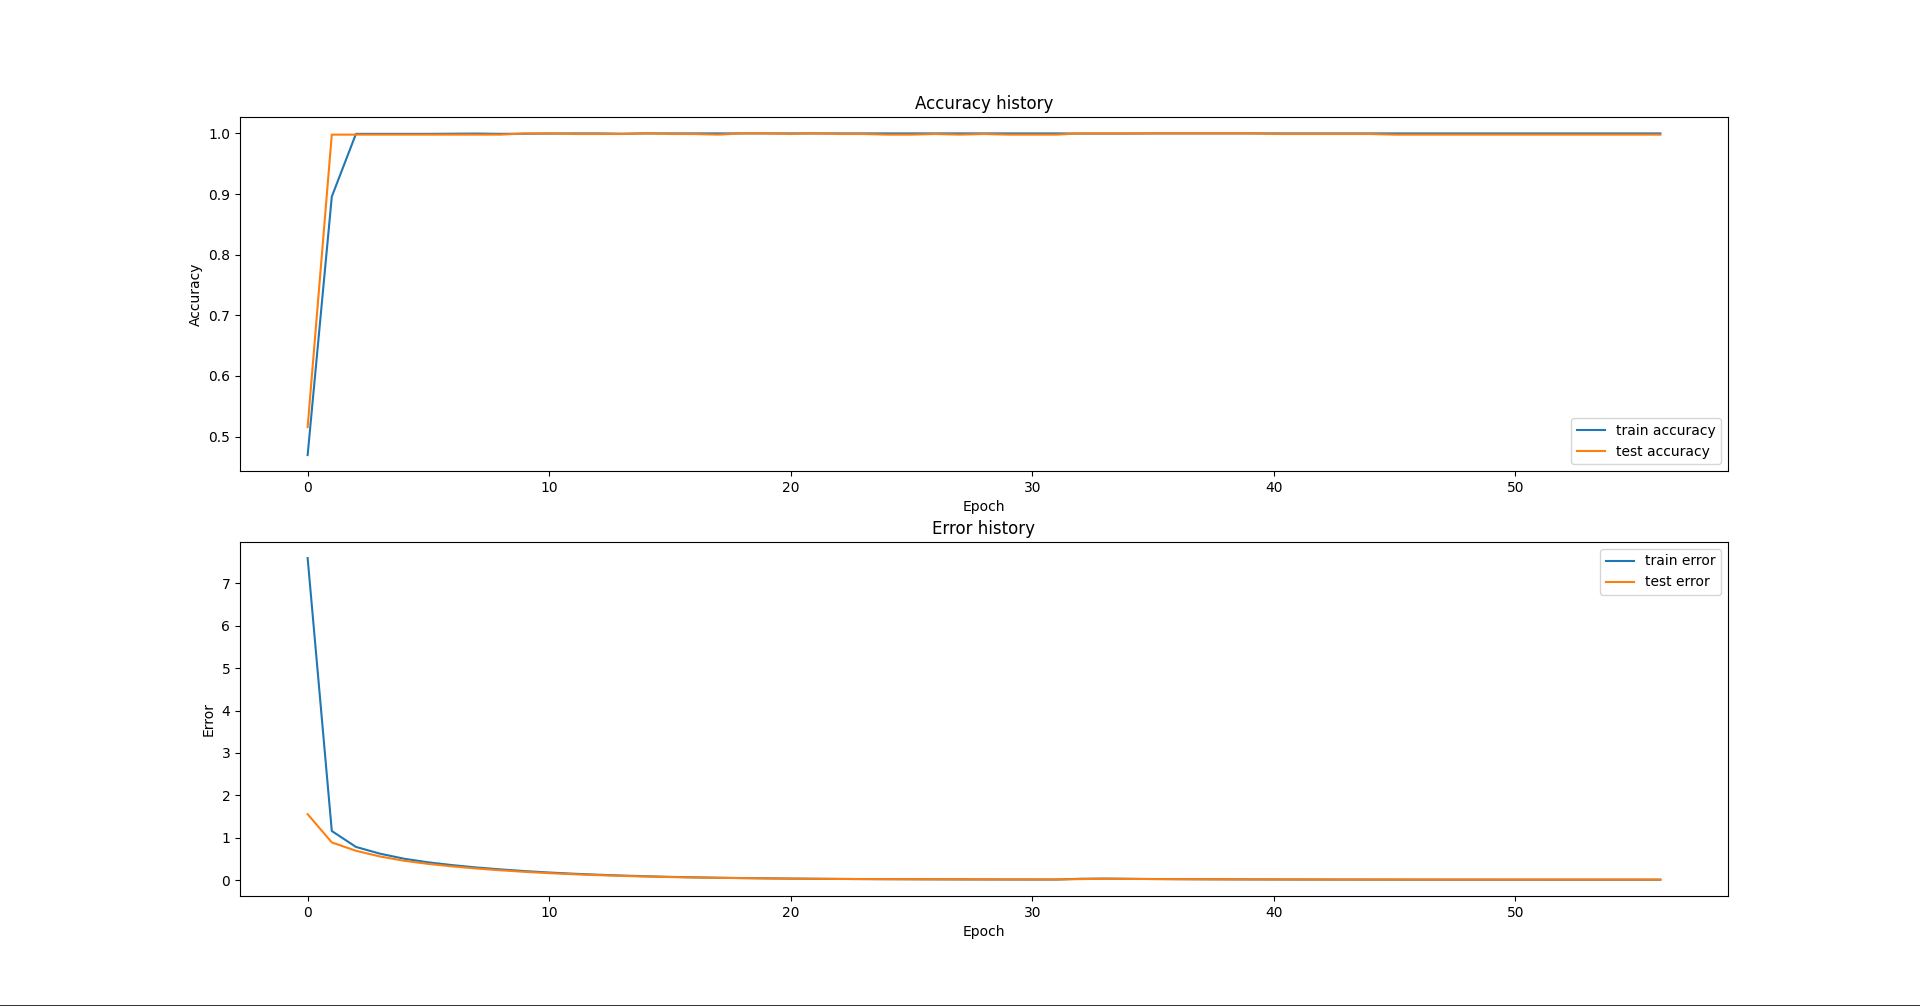 Accuracy history
1.0
0.9
0.8
0.7
0.6
0.5
Accuracy
train accuracy
test accuracy
0 10 20 30 40 50
Epoch
Error history
7
6
5
4
3
2
1
0
Error
train error
test error
0 10 20 30 40 50
Epoch